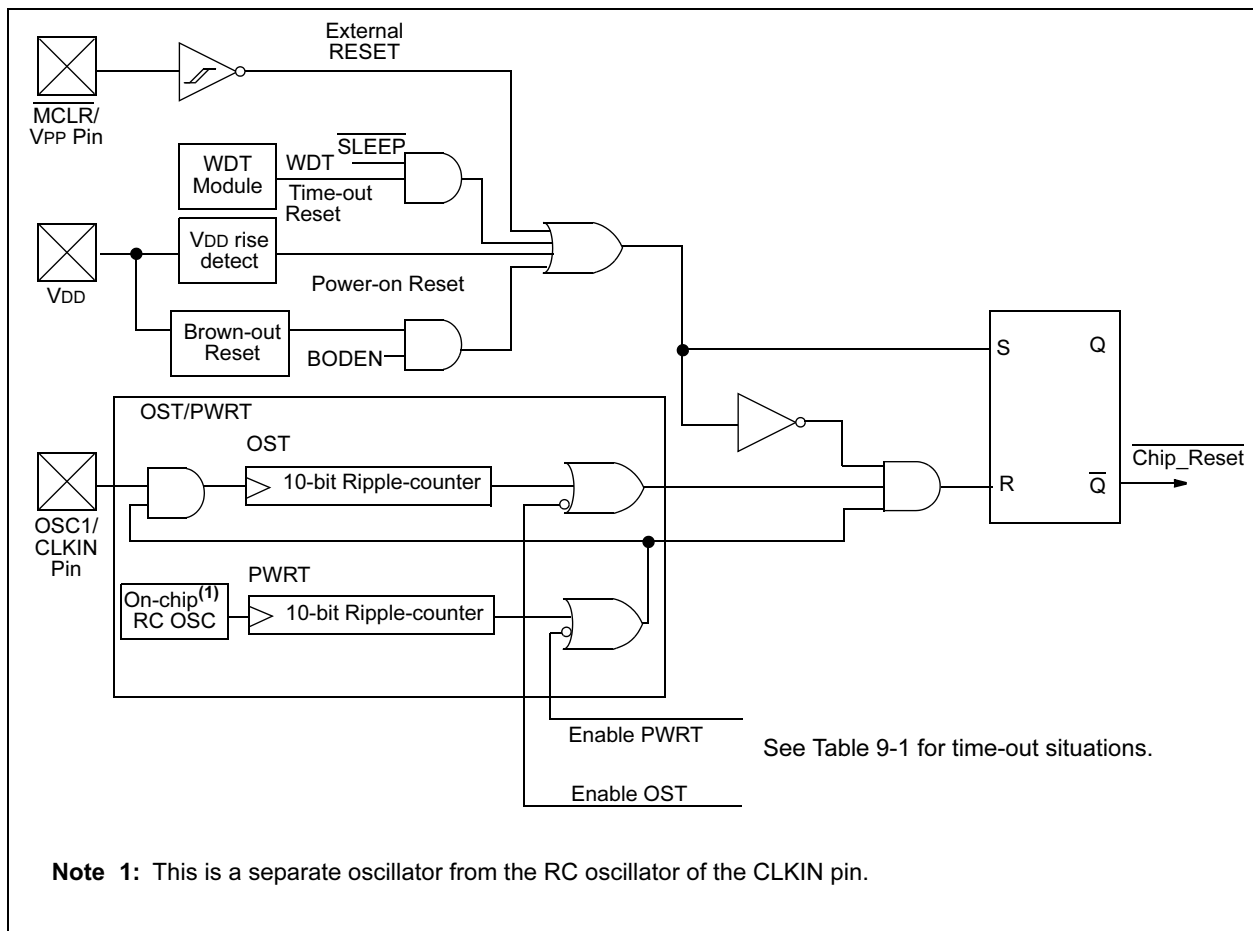 External
RESET
MCLR/
VPP Pin
SLEEP
WDT
Module
WDT
Time-out
Reset
VDD rise
detect
VDD
Power-on Reset
Brown-out
Reset
BODEN
S
Q
OST/PWRT
OST
10-bit Ripple-counter
Chip_Reset
R
Q
OSC1/
CLKIN
Pin
PWRT
On-chip(1)
RC OSC
10-bit Ripple-counter
Enable PWRT
See Table 9-1 for time-out situations.
Enable OST
Note 1: This is a separate oscillator from the RC oscillator of the CLKIN pin.